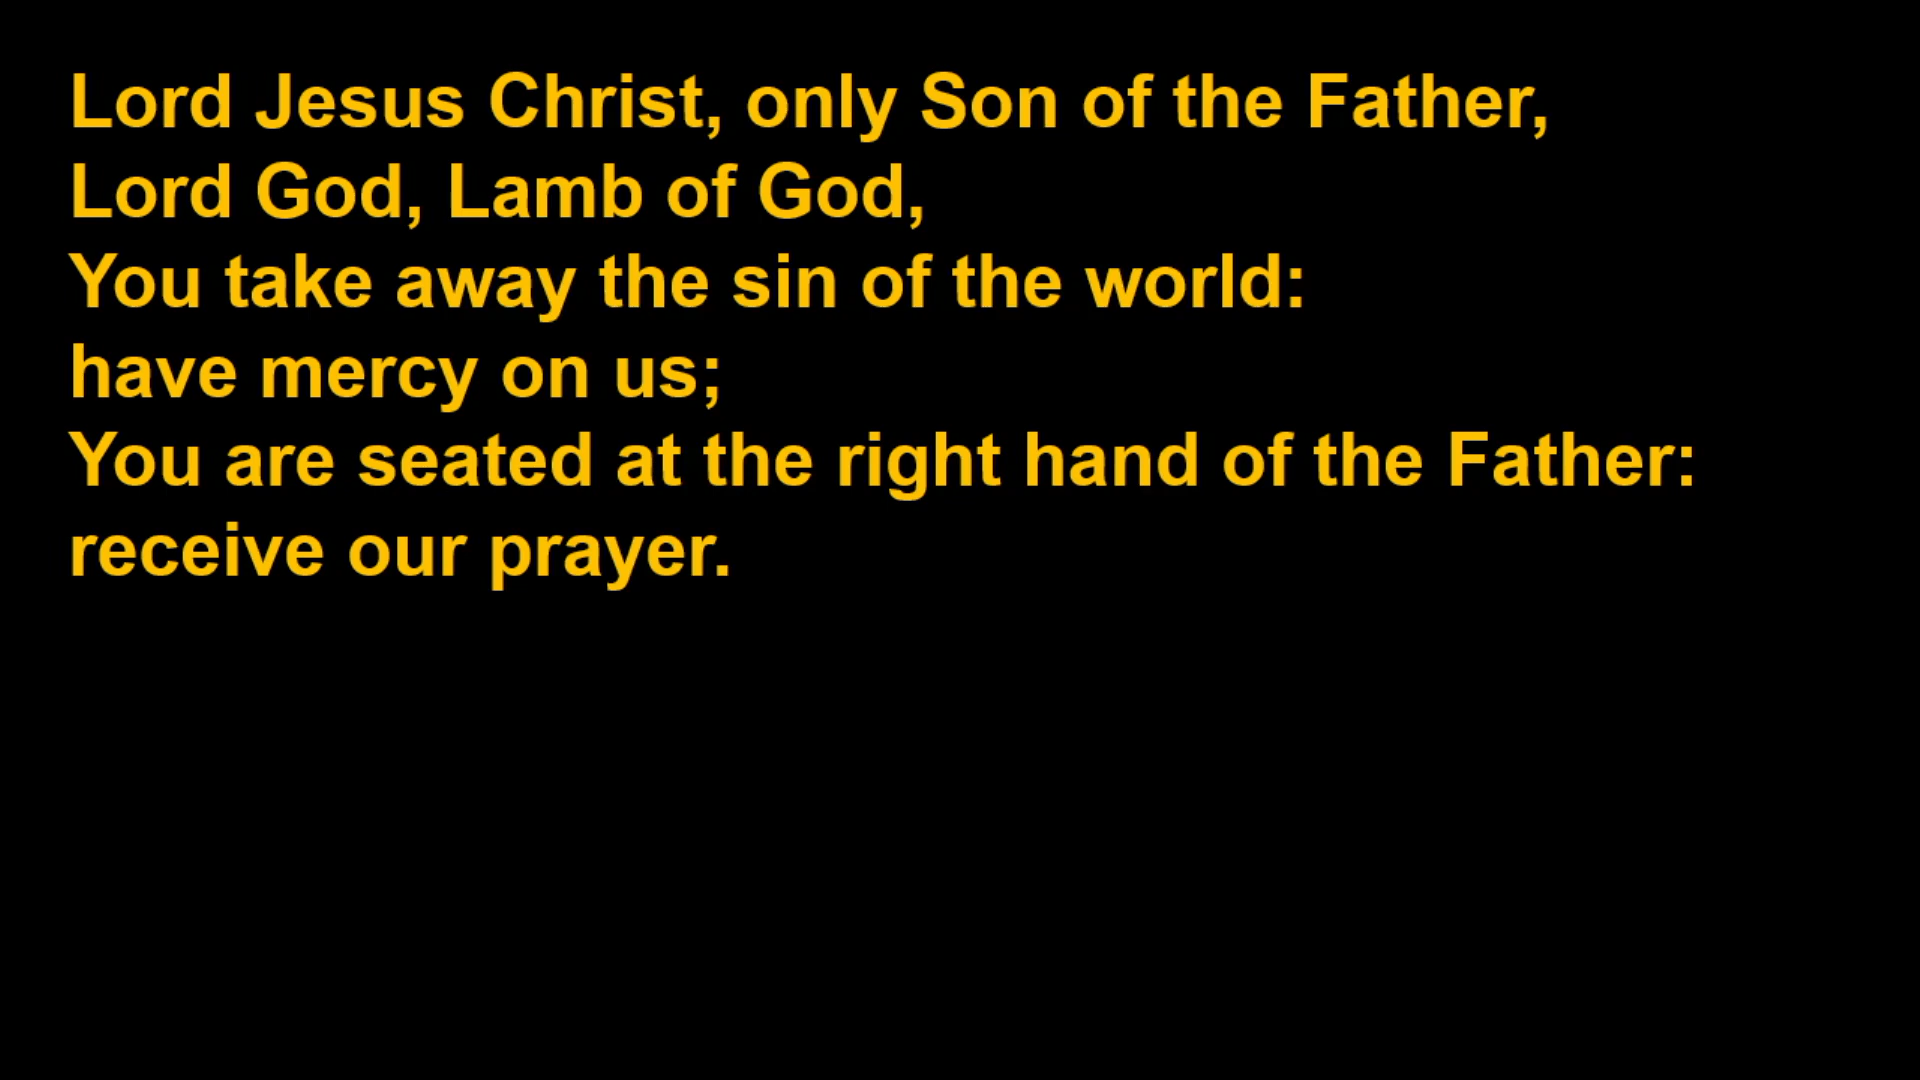 Lord Jesus Christ, only Son of the Father,
Lord God, Lamb of God,
You take away the sin of the world:
have mercy on us;
You are seated at the right hand of the Father:
receive our prayer.